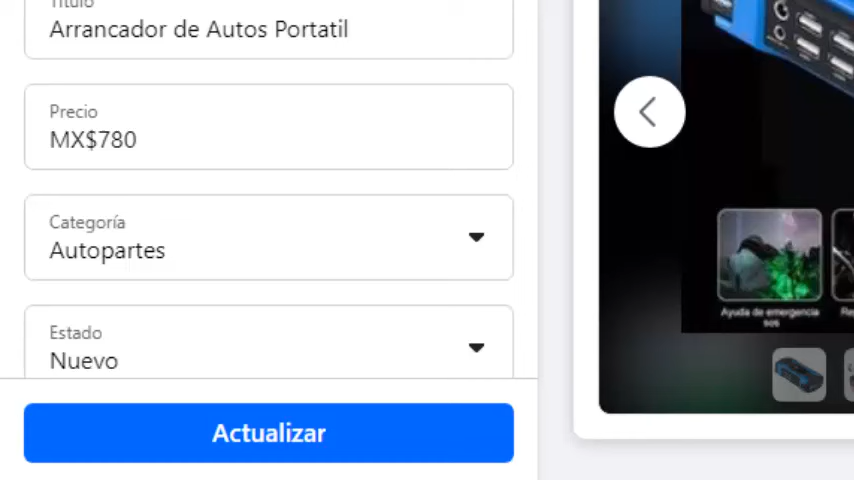 Título
Arrancador de Autos Portatil
Precio
MX$780
Categoría
Autopartes
Estado
Nuevo
Actualizar
Ayuda de emergencia
sos